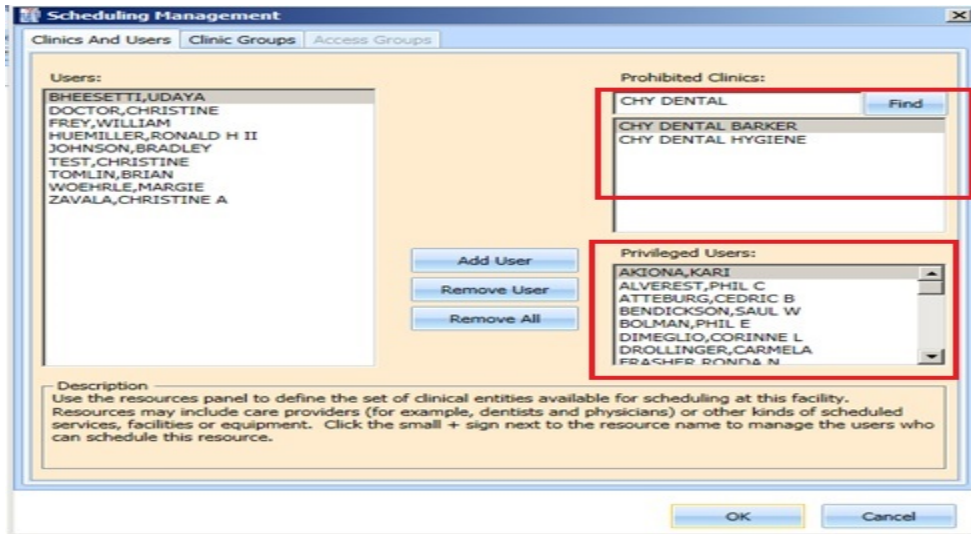 Scheduling Management
Clinics And Users
Clinic Groups
Access Groups
Users:
BHEESETTI,UDAYA
DOCTOR,CHRISTINE
FREY,WILLIAM
HUEMILLER,RONALD H II
JOHNSON,BRADLEY
TEST,CHRISTINE
TOMLIN,BRIAN
WOEHRLE,MARGIE
ZAVALA,CHRISTINE A
Add User
Remove User
Remove All
Prohibited Clinics:
CHY DENTAL
Find
CHY DENTAL BARKER
CHY DENTAL HYGIENE
Privileged Users:
AKIONA,KARI
ALVEREST,PHIL C
ATTEBURG,CEDRIC B
BENDICKSON,SAUL W
BOLMAN,PHIL E
DIMEGLIO,CORINNE L
DROLLINGER,CARMELA
FRASHER,RONDA N
Description
Use the resources panel to define the set of clinical entities available for scheduling at this facility.
Resources may include care providers (for example, dentists and physicians) or other kinds of scheduled
services, facilities or equipment. Click the small + sign next to the resource name to manage the users who
can schedule this resource.
OK
Cancel